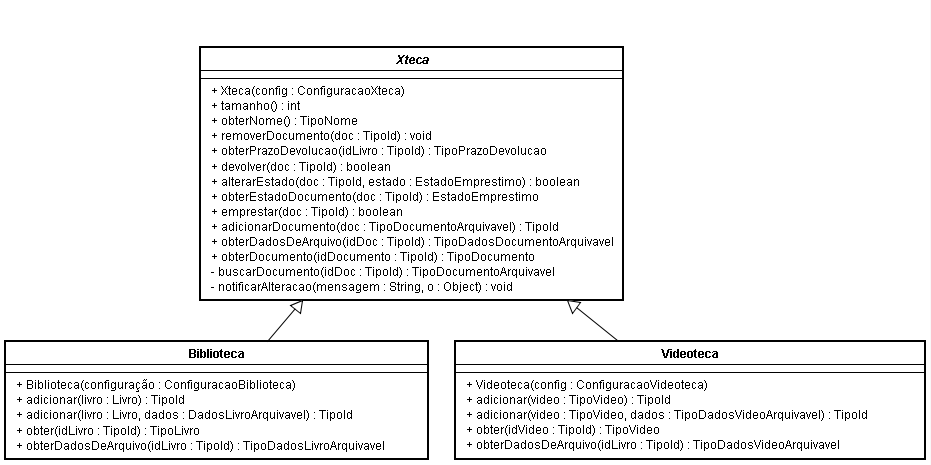 Xteca
+ Xteca(config : ConfiguracaoXteca)
+ tamanho() : int
+ obterNome() : TipoNome
+ removerDocumento(doc : TipoId) : void
+ obterPrazoDevolucao(idLivro : TipoId) : TipoPrazoDevolucao
+ devolver(doc : TipoId) : boolean
+ alterarEstado(doc : TipoId, estado : EstadoEmprestimo) : boolean
+ obterEstadoDocumento(doc : TipoId) : EstadoEmprestimo
+ emprestar(doc : TipoId) : boolean
+ adicionarDocumento(doc : TipoDocumentoArquivavel) : TipoId
+ obterDadosDeArquivo(idDoc : TipoId) : TipoDadosDocumentoArquivavel
+ obterDocumento(idDocumento : TipoId) : TipoDocumento
- buscarDocumento(idDoc : TipoId) : TipoDocumentoArquivavel
- notificarAlteracao(mensagem : String, o : Object) : void
Biblioteca
+ Biblioteca(configuração : ConfiguracaoBiblioteca)
+ adicionar(livro : Livro) : TipoId
+ adicionar(livro : Livro, dados : DadosLivroArquivavel) : TipoId
+ obter(idLivro : TipoId) : TipoLivro
+ obterDadosDeArquivo(idLivro : TipoId) : TipoDadosLivroArquivavel
Videoteca
+ Videoteca(config : ConfiguracaoVideoteca)
+ adicionar(video : TipoVideo) : TipoId
+ adicionar(video : TipoVideo, dados : TipoDadosVideoArquivavel) : TipoId
+ obter(idVideo : TipoId) : TipoVideo
+ obterDadosDeArquivo(idLivro : TipoId) : TipoDadosVideoArquivavel